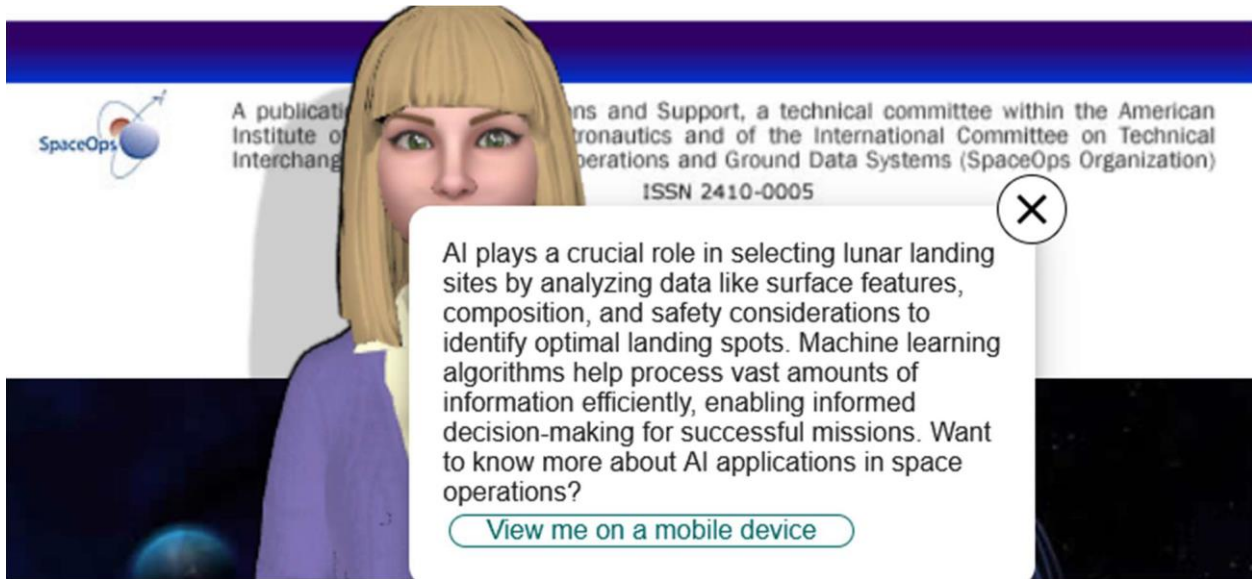 SpaceOps
A publicati ns and Support, a technical committee within the American
Institute o ronautics and of the International Committee on Technical
Interchang perations and Ground Data Systems (SpaceOps Organization)
ISSN 2410-0005
AI plays a crucial role in selecting lunar landing
sites by analyzing data like surface features,
composition, and safety considerations to
identify optimal landing spots. Machine learning
algorithms help process vast amounts of
information efficiently, enabling informed
decision-making for successful missions. Want
to know more about AI applications in space
operations?
View me on a mobile device